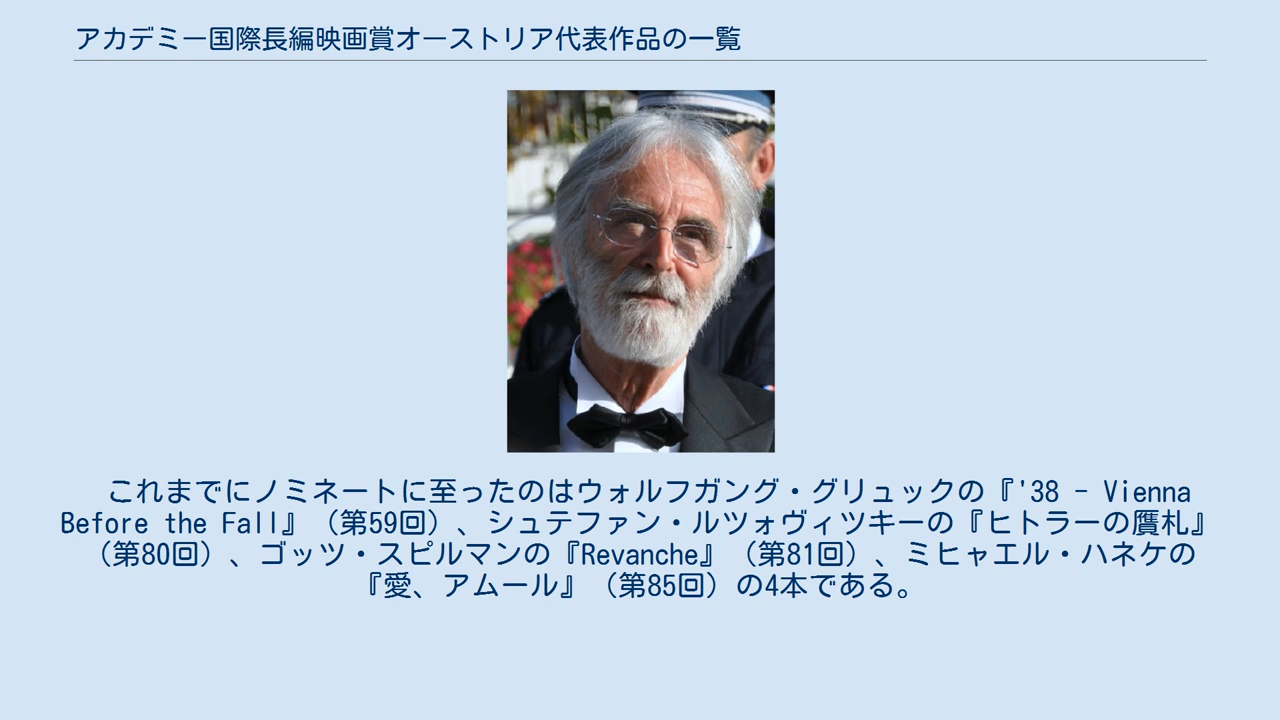 アカデミー国際長編映画賞オーストリア代表作品の一覧
これまでにノミネートに至ったのはウォルフガング・グリュックの『'38 - Vienna
Before the Fall』（第59回）、シュテファン・ルツォヴィツキーの『ヒトラーの贋札』
（第80回）、ゴッツ・スピルマンの『Revanche』（第81回）、ミヒャエル・ハネケの
『愛、アムール』（第85回）の4本である。